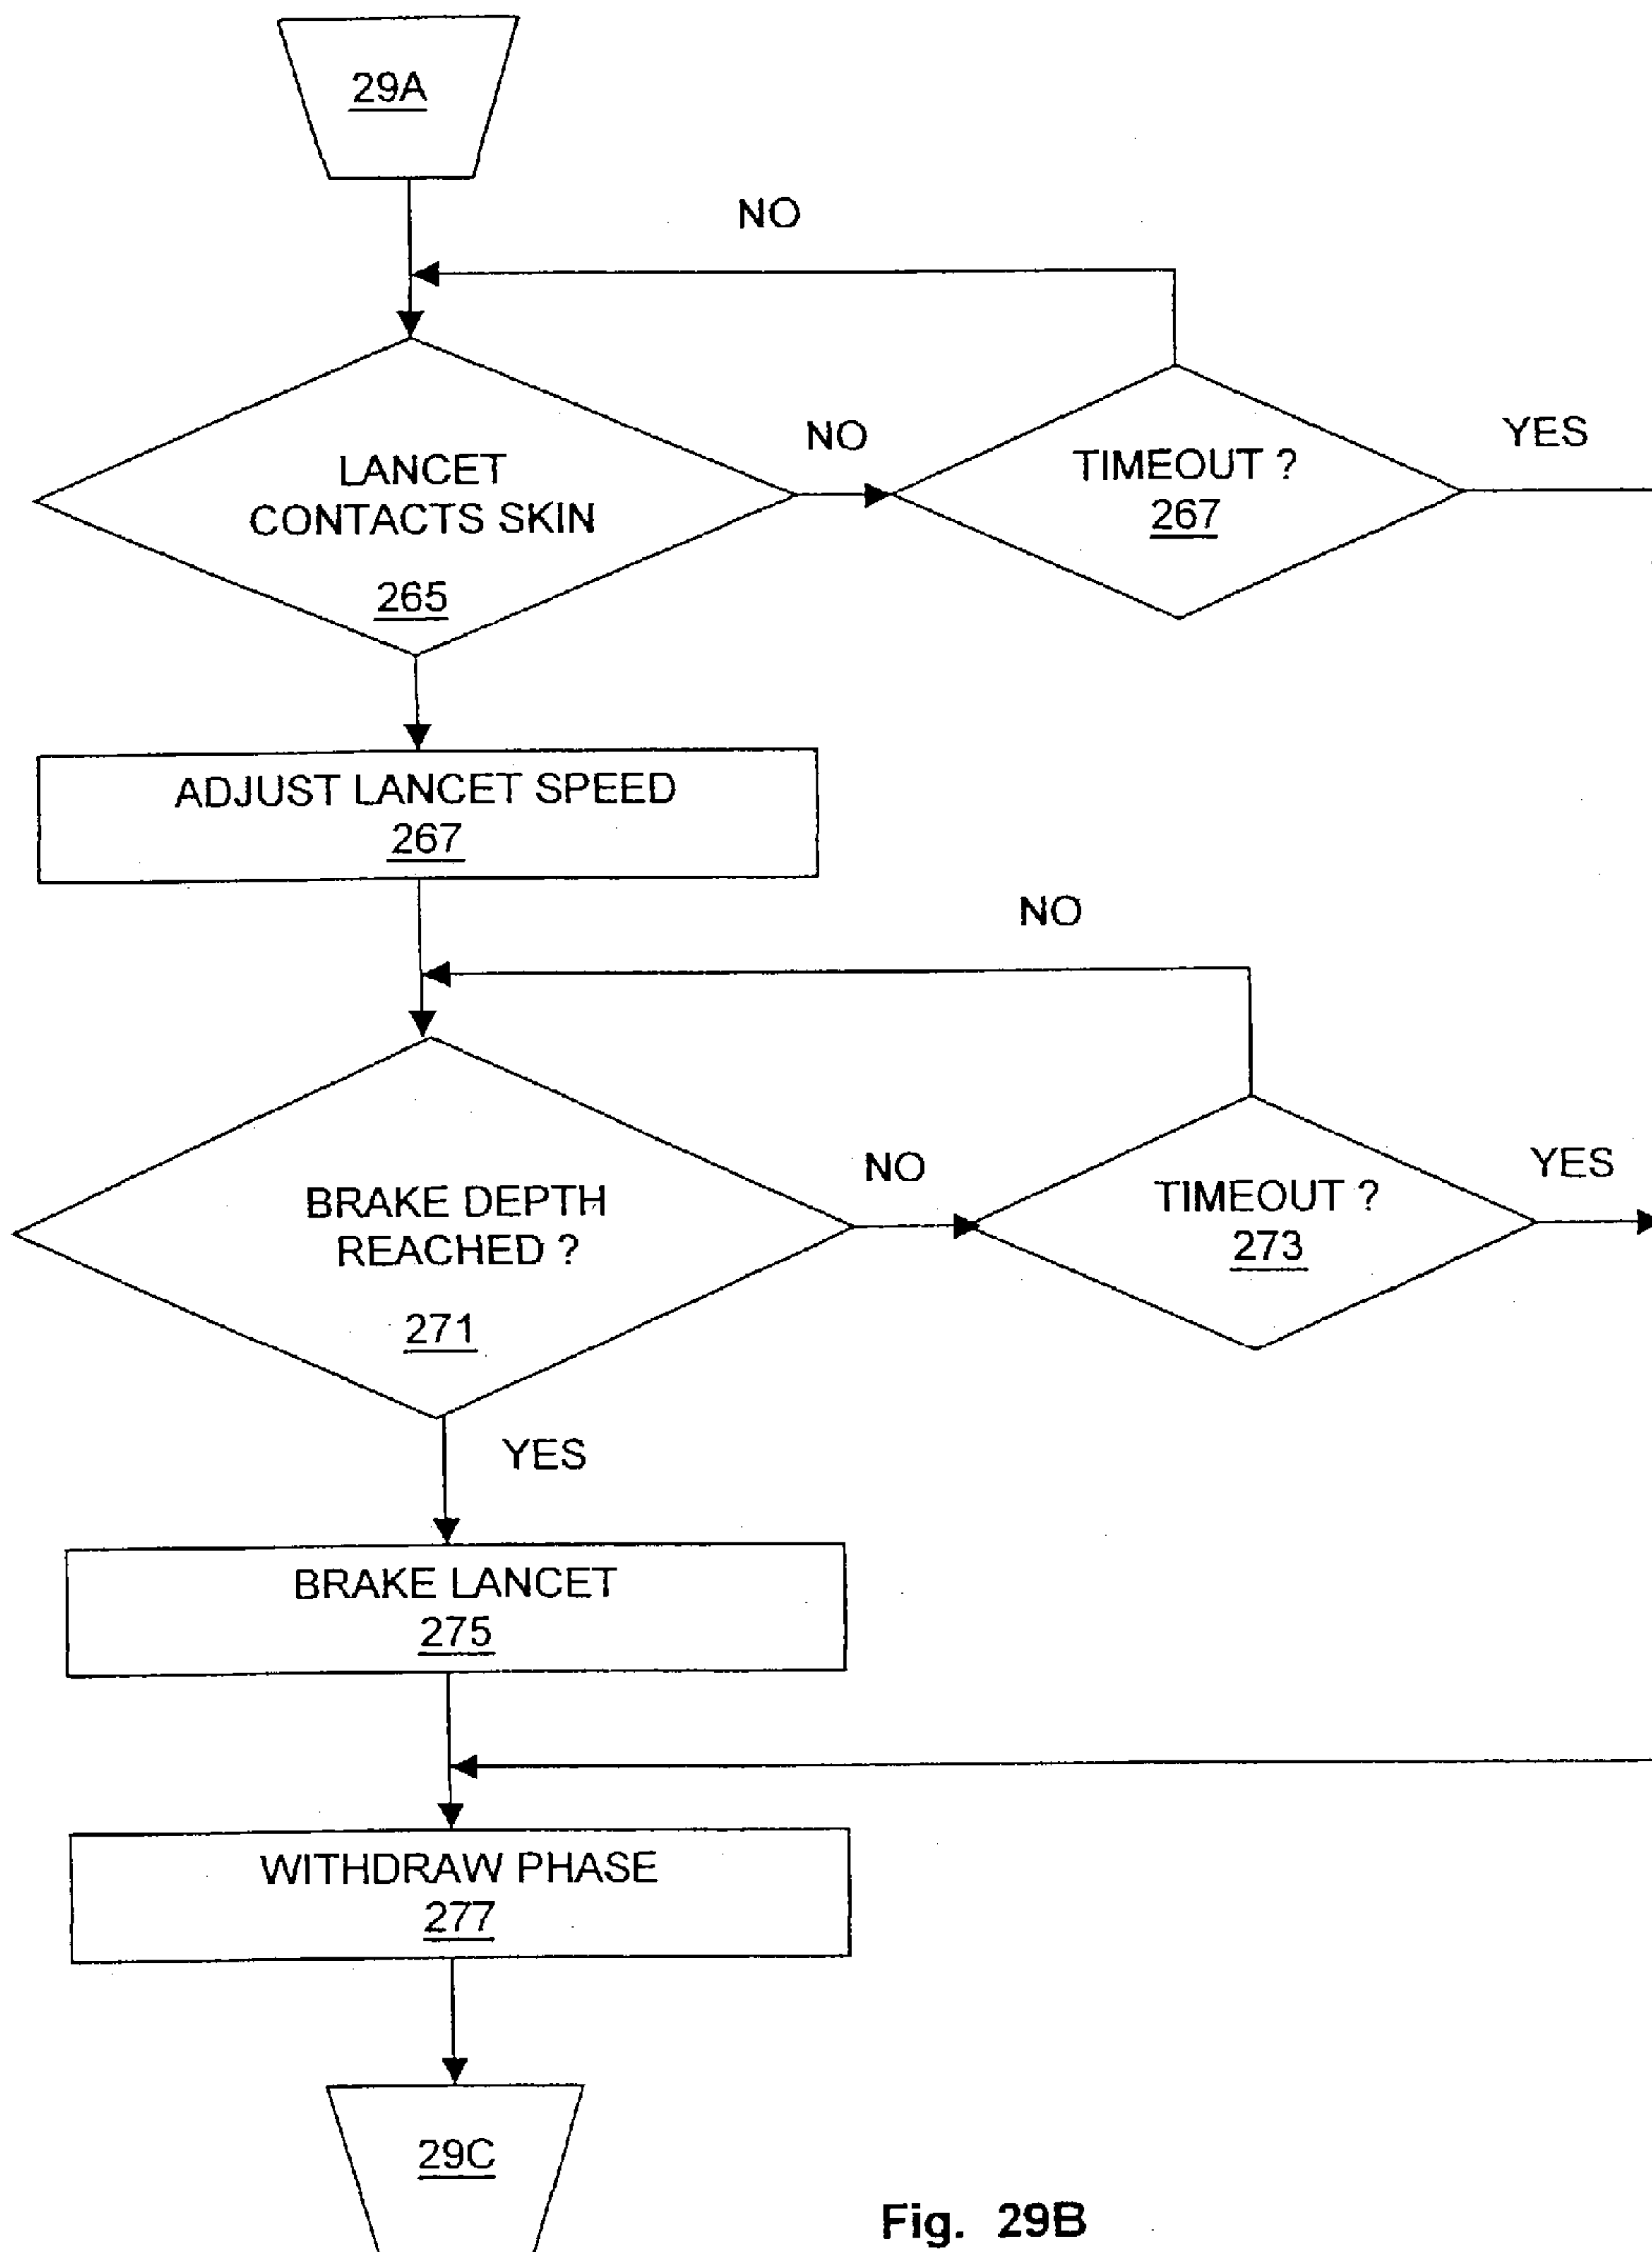 29A
NO
LANCET
CONTACTS SKIN
265
NO
TIMEOUT ?
267
YES
ADJUST LANCET SPEED
267
NO
BRAKE DEPTH
REACHED ?
271
NO
TIMEOUT ?
273
YES
YES
BRAKE LANCET
275
WITHDRAW PHASE
277
29C
Fig. 29B